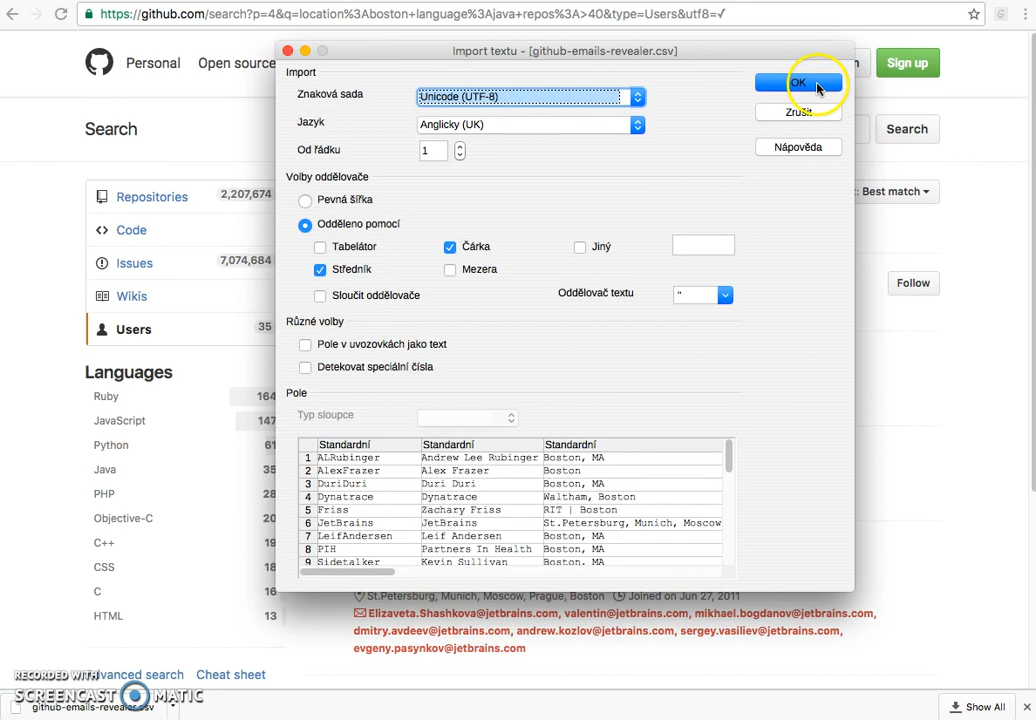 https://github.com/search?p=4&q=location%3Aboston+language%3Ajava+repos%3A>40&type=Users&utf8=✓
Import textu - [github-emails-revealer.csv]
Personal
Open source
Sign up
Search
Search
Repositories
2,207,674
Code
Issues
7,074,684
Wikis
Users
35
: Best match
Follow
Languages
Ruby
164
JavaScript
147
Python
61
Java
35
PHP
28
Objective-C
20
C++
19
CSS
18
C
16
HTML
13
Advanced search
Cheat sheet
Import
Znaková sada
Unicode (UTF-8)
OK
Jazyk
Anglicky (UK)
Zrušit
Od řádku
1
Nápověda
Volby oddělovače
Pevná šířka
Odděleno pomocí
Tabelátor
Čárka
Jiný
Středník
Mezera
Sloučit oddělovače
Oddělovač textu
"
Různé volby
Pole v uvozovkách jako text
Detekovat speciální čísla
Pole
Typ sloupce
Standardní Standardní Standardní
1 ALRubinger Andrew Lee Rubinger Boston, MA
2 AlexFrazer Alex Frazer Boston
3 DuriDuri Duri Duri Boston, MA
4 Dynatrace Dynatrace Waltham, Boston
5 Friss Zachary Friss RIT | Boston
6 JetBrains JetBrains St.Petersburg, Munich, Moscow
7 LeifAndersen Leif Andersen Boston, MA
8 PIH Partners In Health Boston, MA
9 Sidetalker Kevin Sullivan Boston, MA
St.Petersburg, Munich, Moscow, Prague, Boston Joined on Jun 27, 2011
Elizaveta.Shashkova@jetbrains.com, valentin@jetbrains.com, mikhael.bogdanov@jetbrains.com,
dmitry.avdeev@jetbrains.com, andrew.kozlov@jetbrains.com, sergey.vasiliev@jetbrains.com,
evgeny.pasynkov@jetbrains.com
RECORDED WITH
SCREENCAST MATIC
github-emails-revealer.csv
Show All